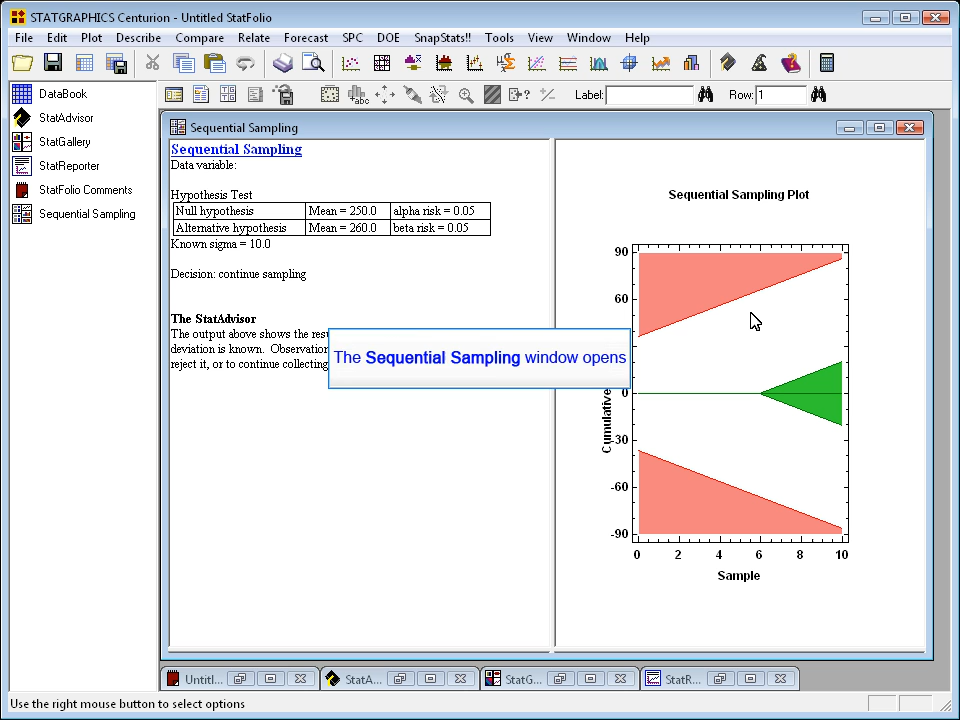 STATGRAPHICS Centurion - Untitled StatFolio
File Edit Plot Describe Compare Relate Forecast SPC DOE SnapStats!! Tools View Window Help
Label: Row: 1
DataBook
StatAdvisor
StatGallery
StatReporter
StatFolio Comments
Sequential Sampling
Sequential Sampling
Sequential Sampling
Data variable:
Hypothesis Test
Null hypothesis Mean = 250.0 alpha risk = 0.05
Alternative hypothesis Mean = 260.0 beta risk = 0.05
Known sigma = 10.0
Decision: continue sampling
The StatAdvisor
The output above shows the resu
deviation is known. Observation
reject it, or to continue collecting
The Sequential Sampling window opens
Sequential Sampling Plot
90
60
0
-30
-60
-90
Cumulative
0 2 4 6 8 10
Sample
Untitl...
StatA...
StatG...
StatR...
Use the right mouse button to select options